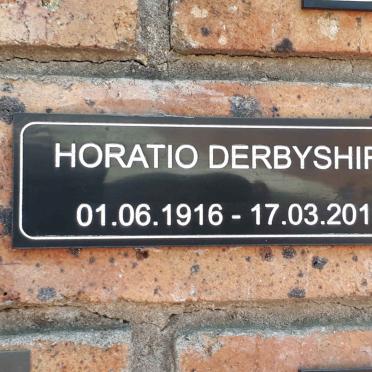 HORATIO DERBYSHIR
01.06.1916 - 17.03.201